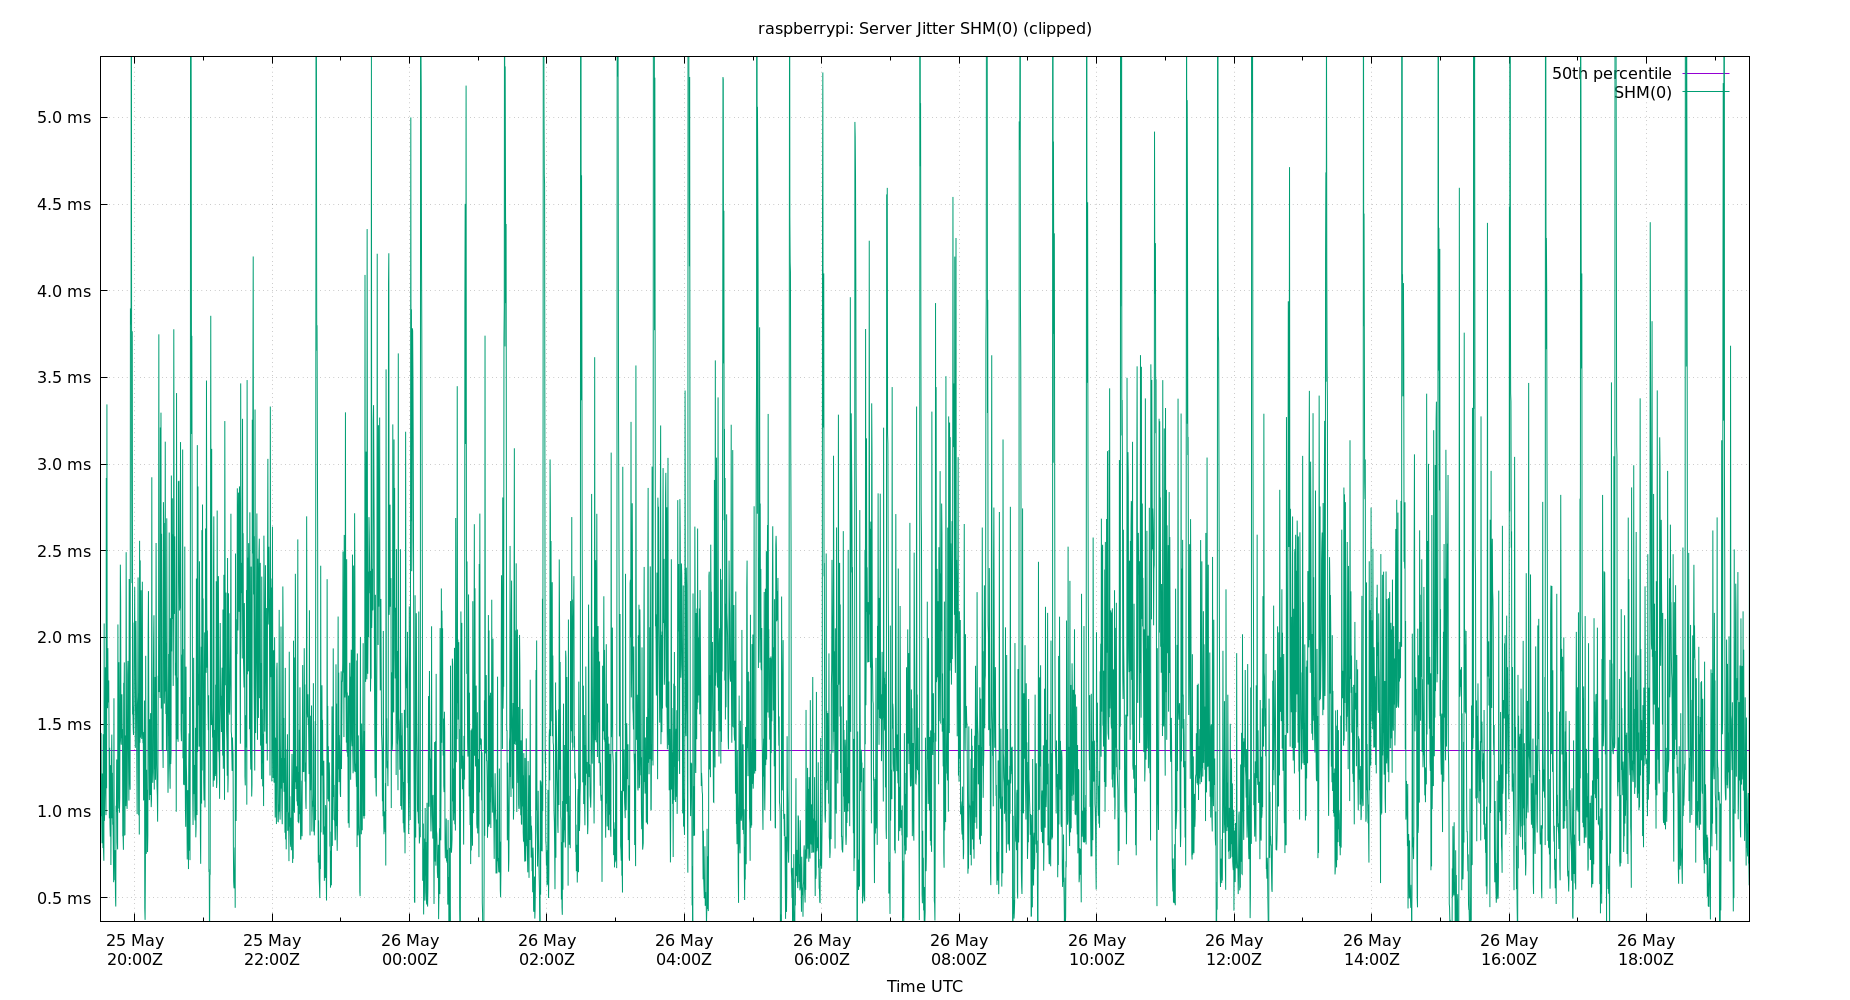 raspberrypi: Server Jitter SHM(0) (clipped)
50th percentile
SHM(0)
5.0 ms
4.5 ms
4.0 ms
3.5 ms
3.0 ms
2.5 ms
2.0 ms
1.5 ms
1.0 ms
0.5 ms
25 May 25 May 26 May 26 May 26 May 26 May 26 May 26 May 26 May 26 May 26 May 26 May
20:00Z 22:00Z 00:00Z 02:00Z 04:00Z 06:00Z 08:00Z 10:00Z 12:00Z 14:00Z 16:00Z 18:00Z
Time UTC